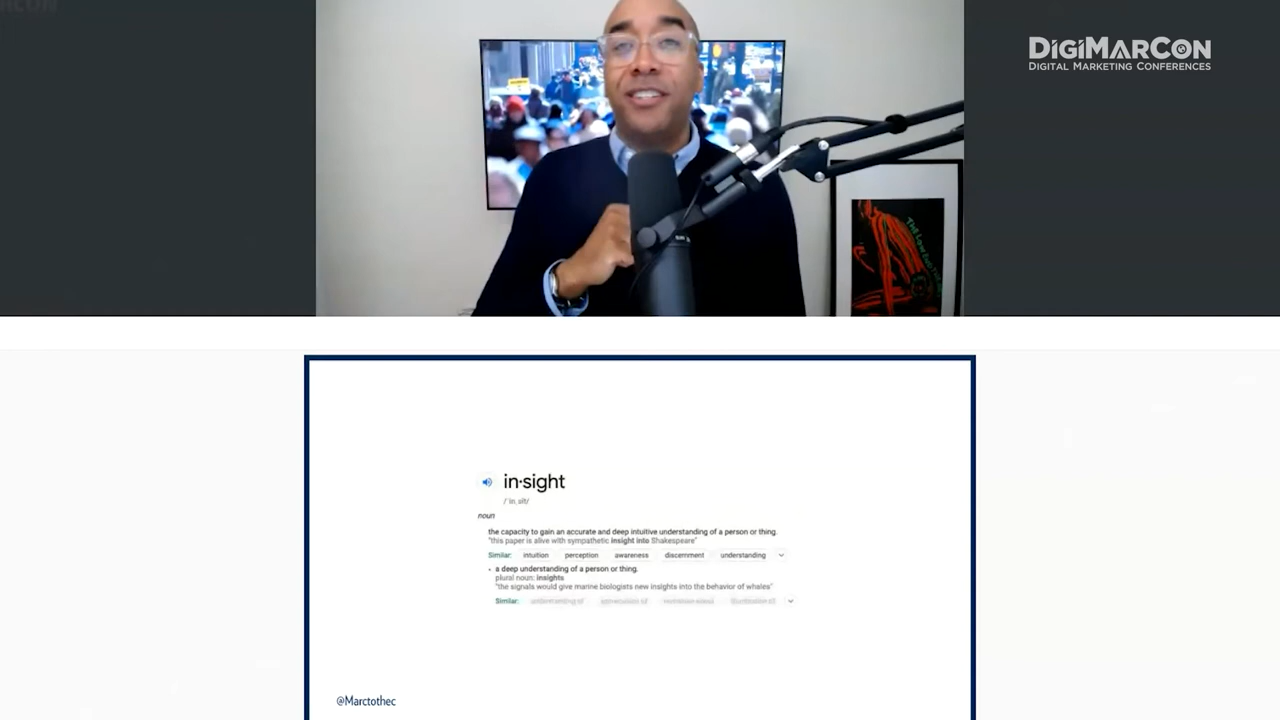 DIGIMARCON
DIGITAL MARKETING CONFERENCES
THE LOW END
in·sight
noun
the capacity to gain an accurate and deep intuitive understanding of a person or thing.
"this paper is alive with sympathetic insight into Shakespeare"
Similar: intuition perception awareness discernment understanding
a deep understanding of a person or thing.
plural noun: insights
"the signals would give marine biologists new insights into the behavior of whales"
Similar:
@Marctothec